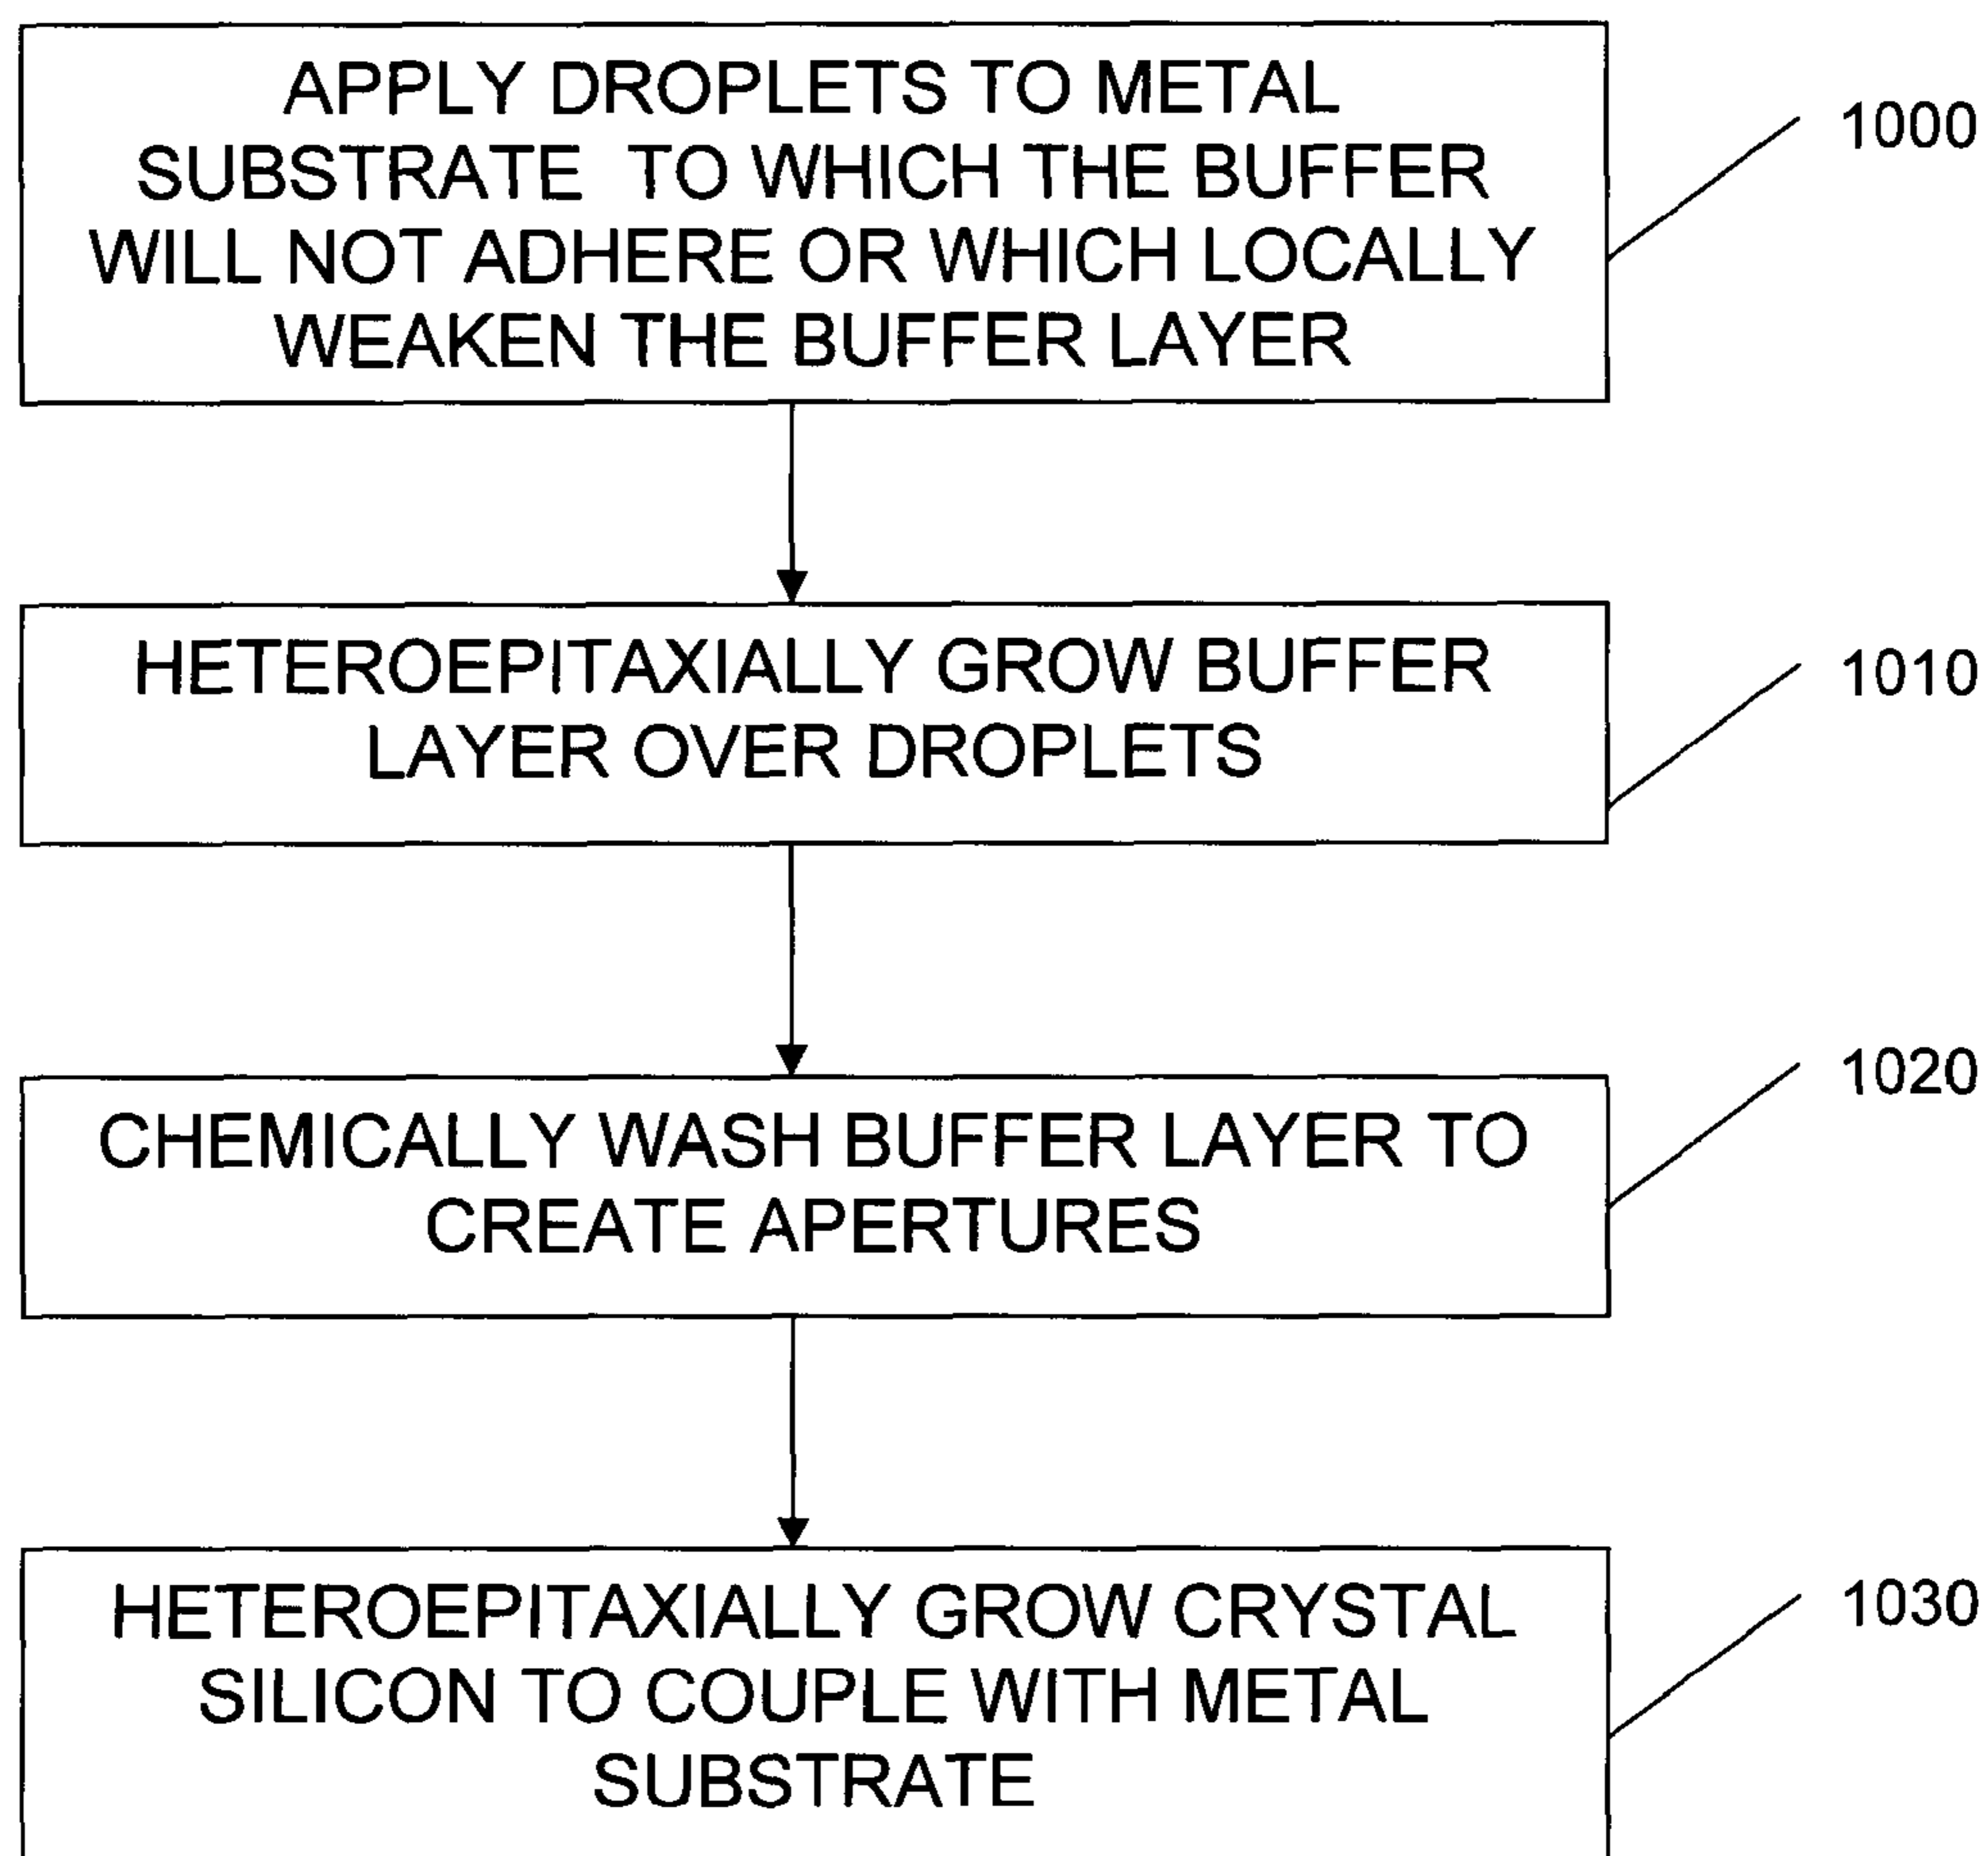 APPLY DROPLETS TO METAL
SUBSTRATE TO WHICH THE BUFFER
WILL NOT ADHERE OR WHICH LOCALLY
WEAKEN THE BUFFER LAYER
1000
HETEROEPITAXIALLY GROW BUFFER
LAYER OVER DROPLETS
1010
CHEMICALLY WASH BUFFER LAYER TO
CREATE APERTURES
1020
HETEROEPITAXIALLY GROW CRYSTAL
SILICON TO COUPLE WITH METAL
SUBSTRATE
1030